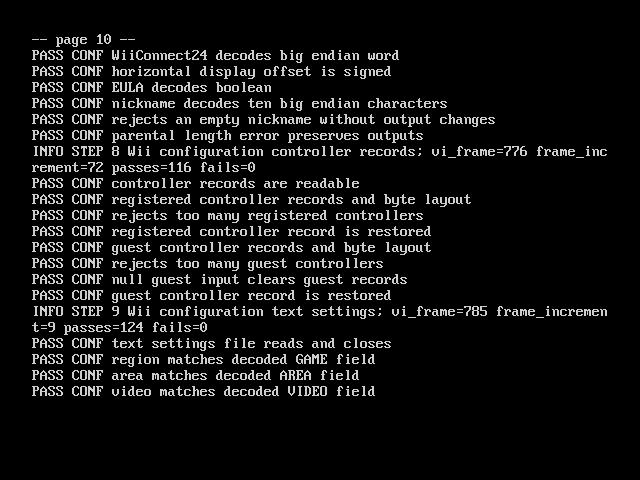 -- page 10 --
PASS CONF WiiConnect24 decodes big endian word
PASS CONF horizontal display offset is signed
PASS CONF EULA decodes boolean
PASS CONF nickname decodes ten big endian characters
PASS CONF rejects an empty nickname without output changes
PASS CONF parental length error preserves outputs
INFO STEP 8 Wii configuration controller records; vi_frame=776 frame_inc
rement=72 passes=116 fails=0
PASS CONF controller records are readable
PASS CONF registered controller records and byte layout
PASS CONF rejects too many registered controllers
PASS CONF registered controller record is restored
PASS CONF guest controller records and byte layout
PASS CONF rejects too many guest controllers
PASS CONF null guest input clears guest records
PASS CONF guest controller record is restored
INFO STEP 9 Wii configuration text settings; vi_frame=785 frame_incremen
t=9 passes=124 fails=0
PASS CONF text settings file reads and closes
PASS CONF region matches decoded GAME field
PASS CONF area matches decoded AREA field
PASS CONF video matches decoded VIDEO field